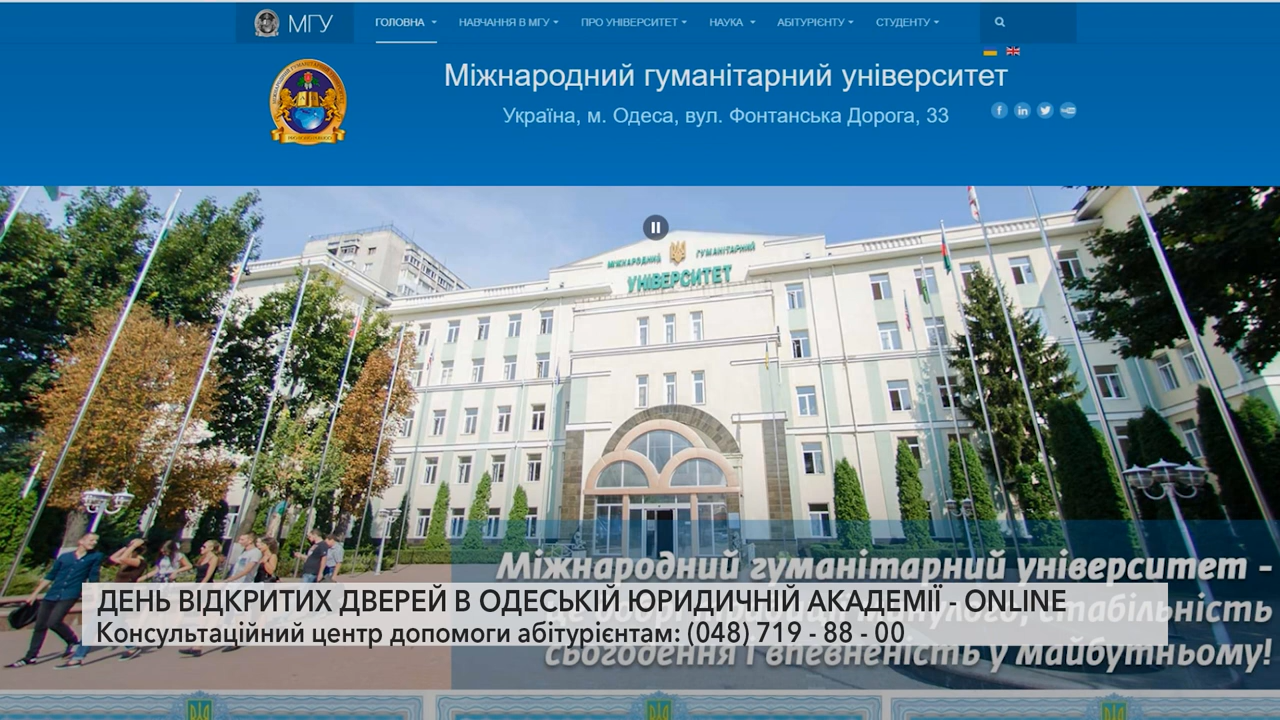 МГУ
ГОЛОВНА
НАВЧАННЯ В МГУ
ПРО УНІВЕРСИТЕТ
НАУКА
АБІТУРІЄНТУ
СТУДЕНТУ
Міжнародний гуманітарний університет
Україна, м. Одеса, вул. Фонтанська Дорога, 33
МІЖНАРОДНИЙ ГУМАНІТАРНИЙ
УНІВЕРСИТЕТ
Міжнародний гуманітарний університет -
стабільність
сьогодення і впевненість у майбутньому!
ДЕНЬ ВІДКРИТИХ ДВЕРЕЙ В ОДЕСЬКІЙ ЮРИДИЧНІЙ АКАДЕМІЇ - ONLINE
Консультаційний центр допомоги абітурієнтам: (048) 719 - 88 - 00